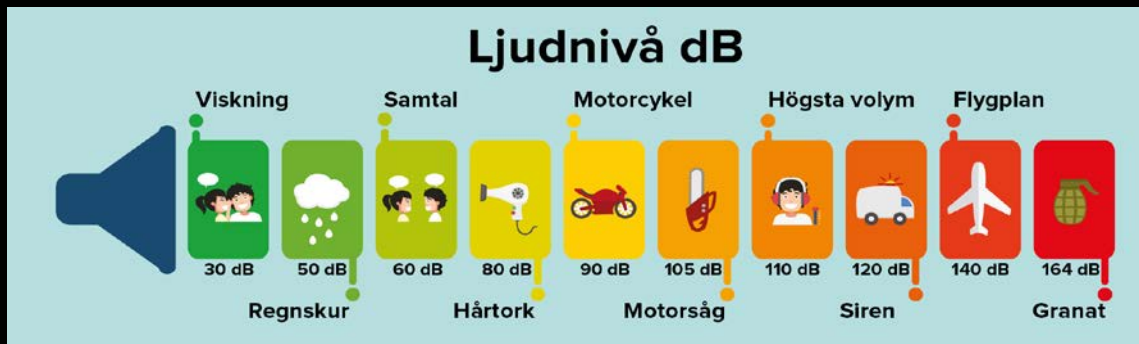 Ljudnivå dB
Viskning Samtal Motorcykel Högsta volym Flygplan
30 dB 50 dB 60 dB 80 dB 90 dB 105 dB 110 dB 120 dB 140 dB 164 dB
Regnskur Hårtork Motorsåg Siren Granat